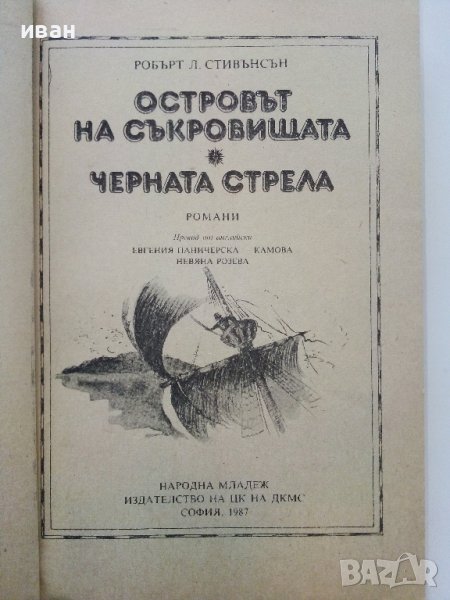 иван
РОБЪРТ Л. СТИВЪНСЪН
ОСТРОВЪТ
НА СЪКРОВИЩАТА
ЧЕРНАТА СТРЕЛА
РОМАНИ
Превод от английски
ЕВГЕНИЯ ПАНИЧЕРСКА — КАМОВА
НЕВЯНА РОЗЕВА
НАРОДНА МЛАДЕЖ
ИЗДАТЕЛСТВО НА ЦК НА ДКМС
СОФИЯ, 1987
BAZAR